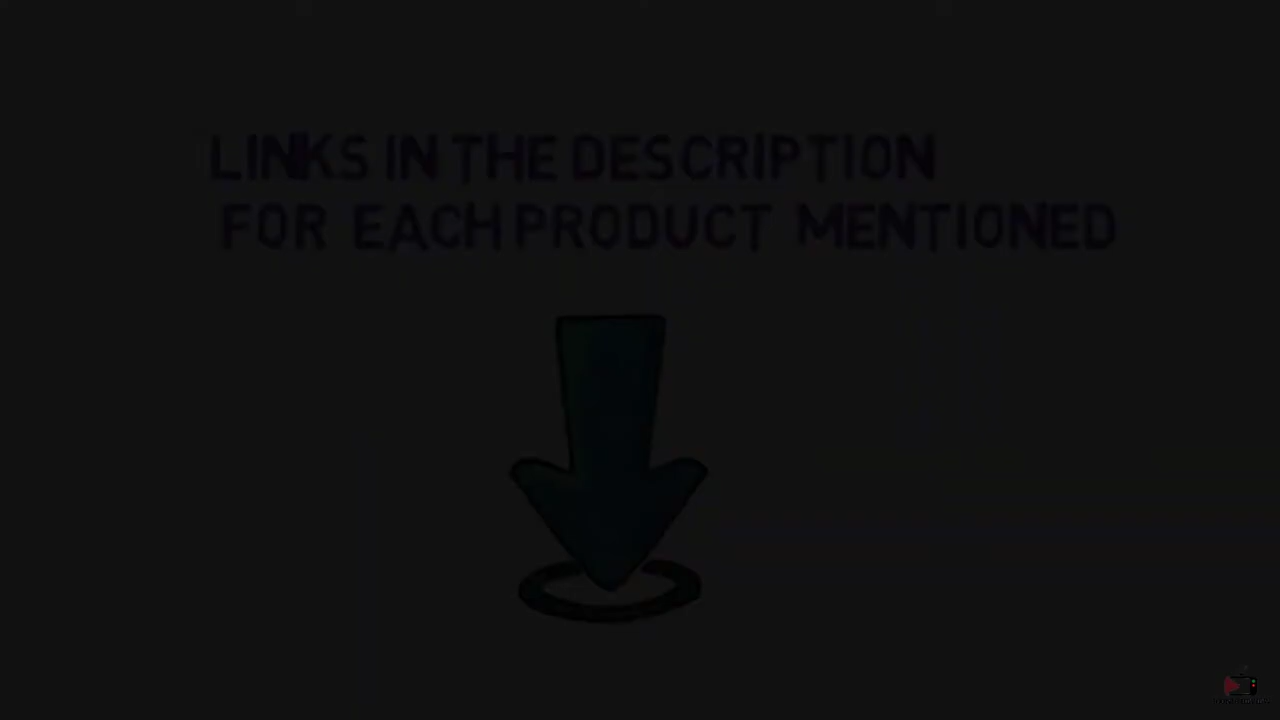 LINKS IN THE DESCRIPTION
FOR EACH PRODUCT MENTIONED